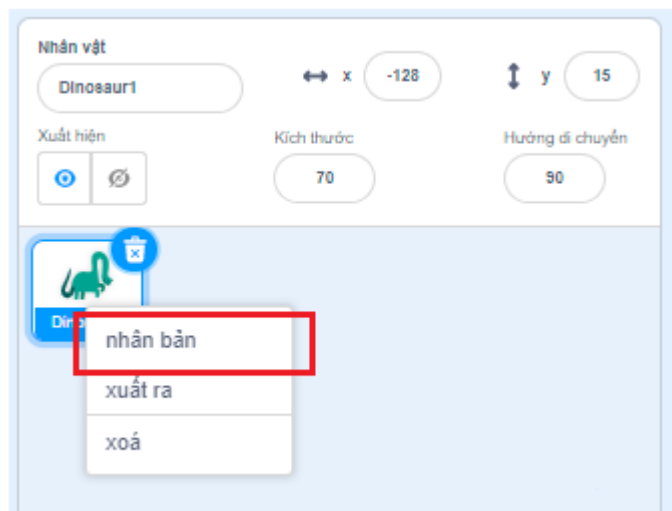 Nhân vật
Dinosaur1
x -128
y 15
Xuất hiện
Kích thước
Hướng di chuyển
70
90
nhân bản
xuất ra
xoá